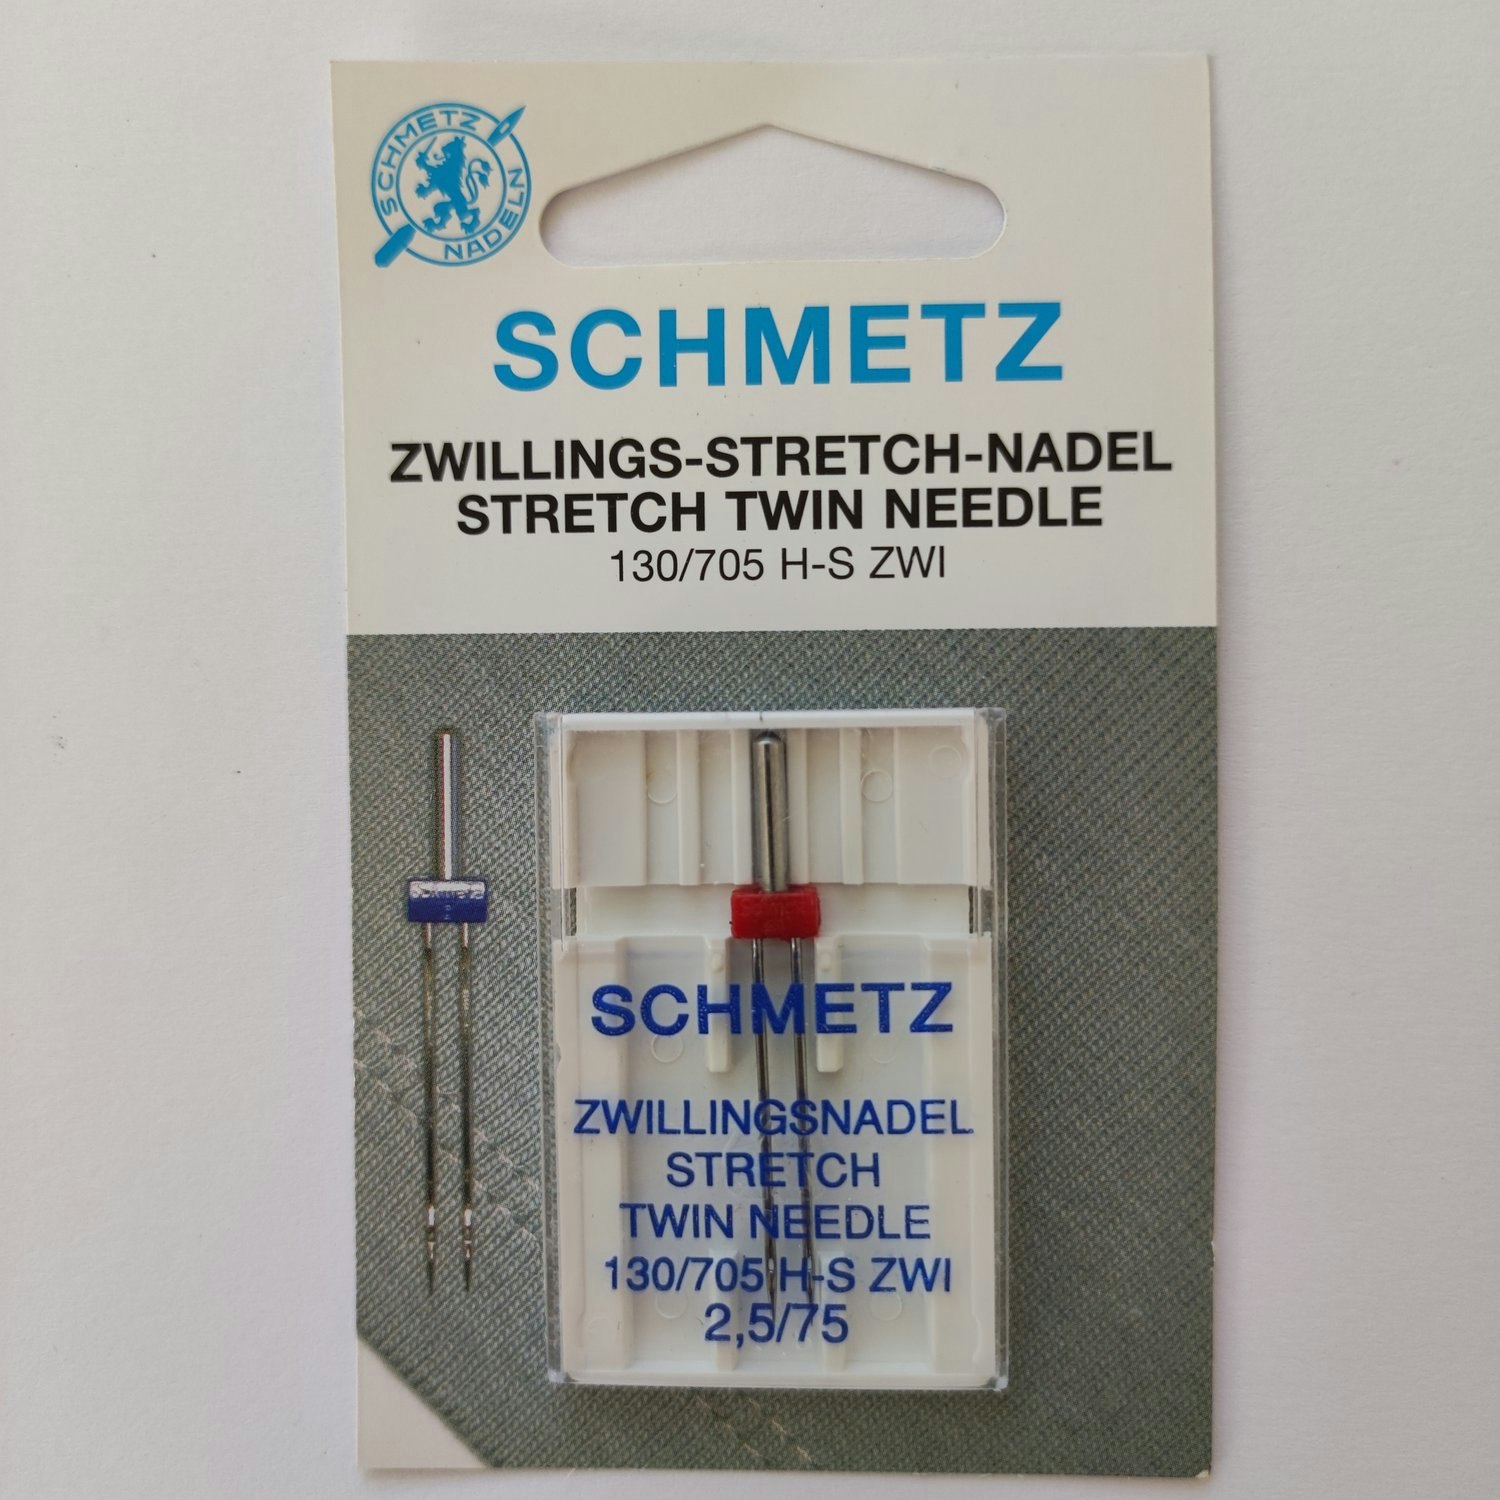 SCHMETZ NADELN
SCHMETZ
ZWILLINGS-STRETCH-NADEL
STRETCH TWIN NEEDLE
130/705 H-S ZWI
SCHMETZ
SCHMETZ
ZWILLINGSNADEL
STRETCH
TWIN NEEDLE
130/705 H-S ZWI
2,5/75